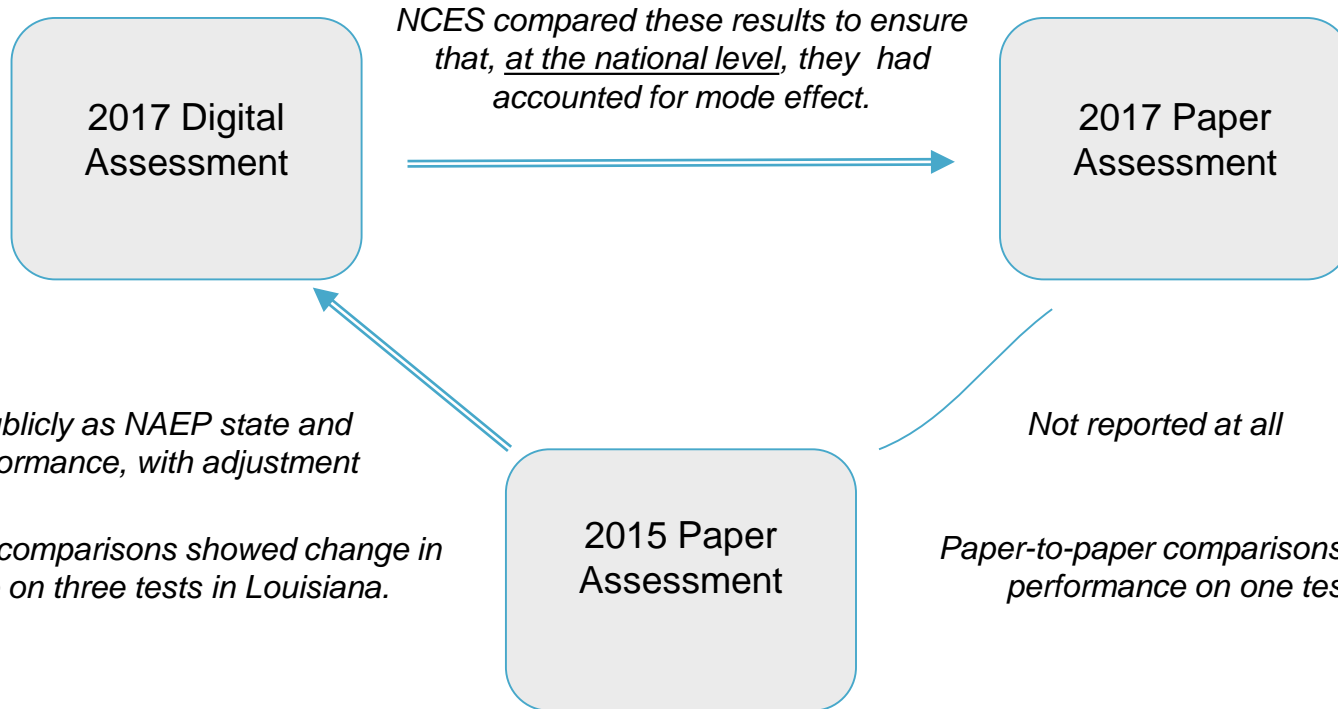 NCES compared these results to ensure
that, at the national level, they had
accounted for mode effect.
2017 Digital
Assessment
2017 Paper
Assessment
as NAEP state and
with adjustment
Not reported at all
comparisons showed change in
on three tests in Louisiana.
2015 Paper
Assessment
Paper-to-paper comparisons
performance on one